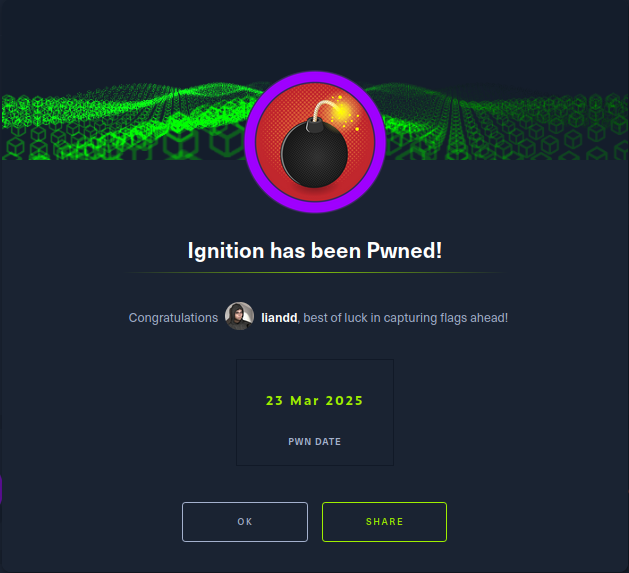 Ignition has been Pwned!
Congratulations liandd, best of luck in capturing flags ahead!
23 Mar 2025
PWN DATE
OK
SHARE